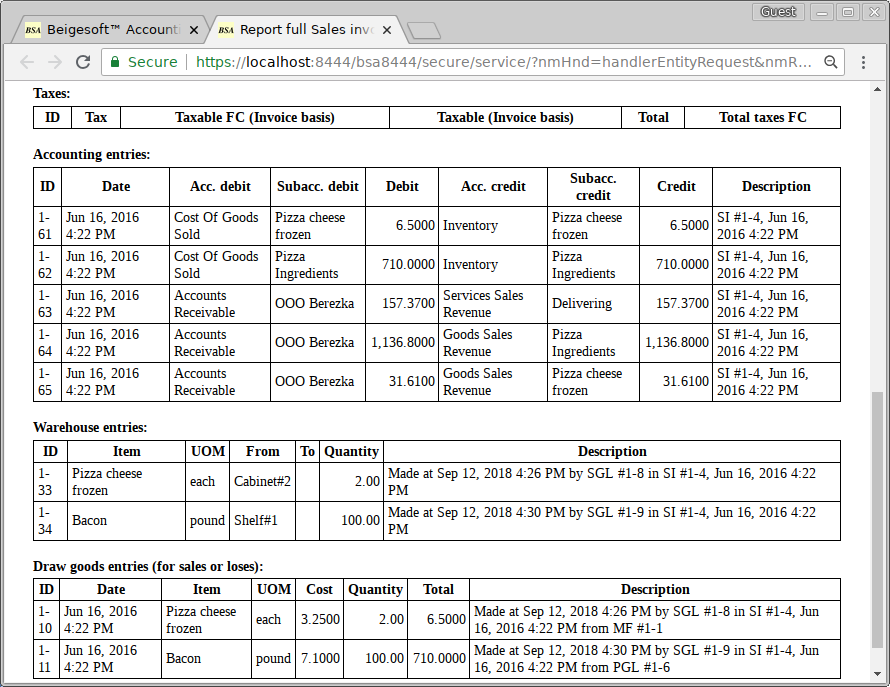 Guest
BSA Beigesoft™ Account
BSA Report full Sales invo
Secure https://localhost:8444/bsa8444/secure/service/?nmHnd=handlerEntityRequest&nmR...
Taxes:
ID Tax Taxable FC (Invoice basis) Taxable (Invoice basis) Total Total taxes FC
Accounting entries:
ID Date Acc. debit Subacc. debit Debit Acc. credit Subacc. credit Credit Description
1-61 Jun 16, 2016 4:22 PM Cost Of Goods Sold Pizza cheese frozen 6.5000 Inventory Pizza cheese frozen 6.5000 SI #1-4, Jun 16, 2016 4:22 PM
1-62 Jun 16, 2016 4:22 PM Cost Of Goods Sold Pizza Ingredients 710.0000 Inventory Pizza Ingredients 710.0000 SI #1-4, Jun 16, 2016 4:22 PM
1-63 Jun 16, 2016 4:22 PM Accounts Receivable OOO Berezka 157.3700 Services Sales Revenue Delivering 157.3700 SI #1-4, Jun 16, 2016 4:22 PM
1-64 Jun 16, 2016 4:22 PM Accounts Receivable OOO Berezka 1,136.8000 Goods Sales Revenue Pizza Ingredients 1,136.8000 SI #1-4, Jun 16, 2016 4:22 PM
1-65 Jun 16, 2016 4:22 PM Accounts Receivable OOO Berezka 31.6100 Goods Sales Revenue Pizza cheese frozen 31.6100 SI #1-4, Jun 16, 2016 4:22 PM
Warehouse entries:
ID Item UOM From To Quantity Description
1-33 Pizza cheese frozen each Cabinet#2 2.00 Made at Sep 12, 2018 4:26 PM by SGL #1-8 in SI #1-4, Jun 16, 2016 4:22 PM
1-34 Bacon pound Shelf#1 100.00 Made at Sep 12, 2018 4:30 PM by SGL #1-9 in SI #1-4, Jun 16, 2016 4:22 PM
Draw goods entries (for sales or loses):
ID Date Item UOM Cost Quantity Total Description
1-10 Jun 16, 2016 4:22 PM Pizza cheese frozen each 3.2500 2.00 6.5000 Made at Sep 12, 2018 4:26 PM by SGL #1-8 in SI #1-4, Jun 16, 2016 4:22 PM from MF #1-1
1-11 Jun 16, 2016 4:22 PM Bacon pound 7.1000 100.00 710.0000 Made at Sep 12, 2018 4:30 PM by SGL #1-9 in SI #1-4, Jun 16, 2016 4:22 PM from PGL #1-6